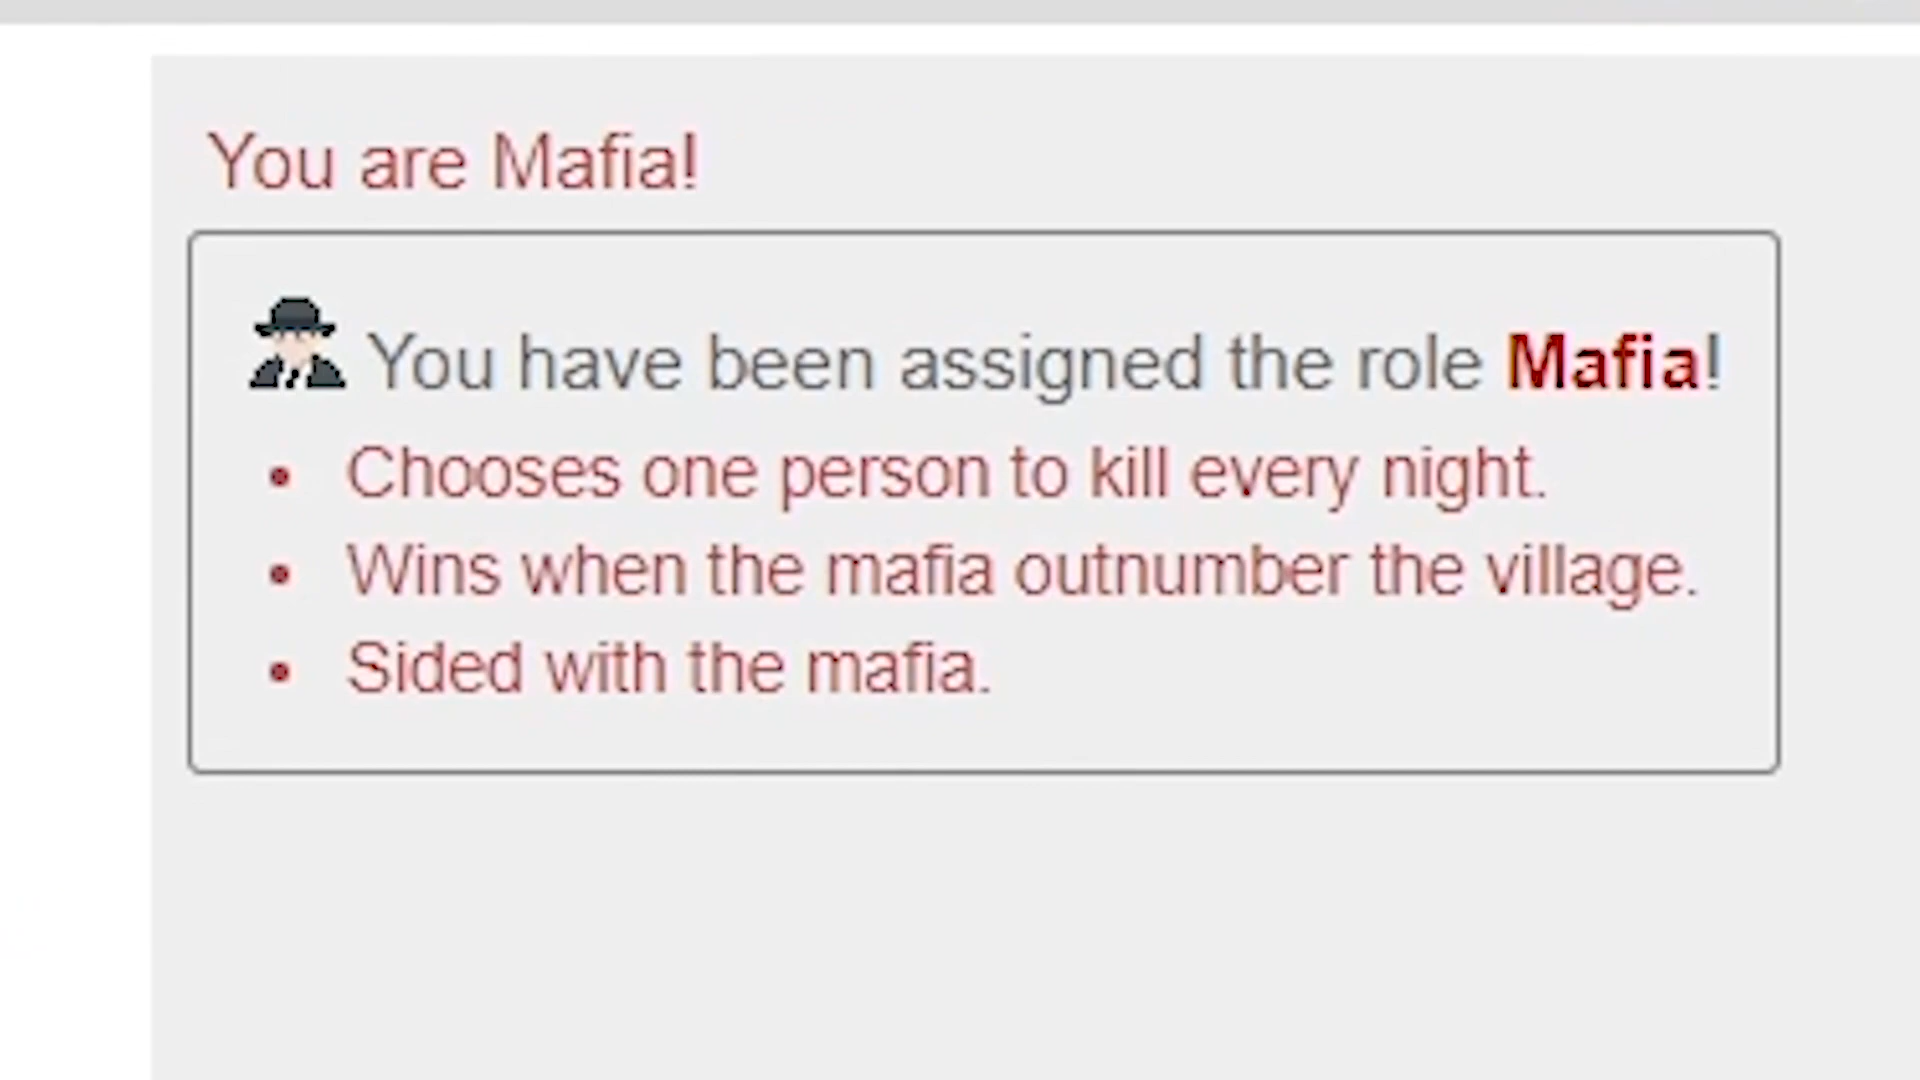 You are Mafia!
You have been assigned the role Mafia!
• Chooses one person to kill every night.
• Wins when the mafia outnumber the village.
• Sided with the mafia.